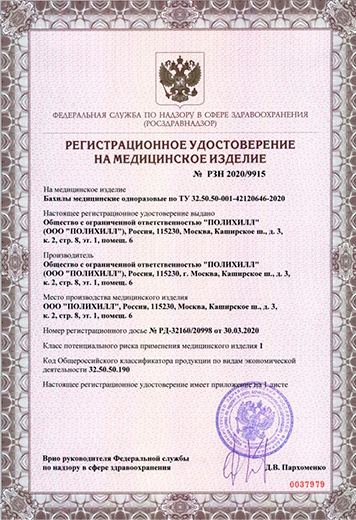 ФЕДЕРАЛЬНАЯ СЛУЖБА ПО НАДЗОРУ В СФЕРЕ ЗДРАВООХРАНЕНИЯ
(РОСЗДРАВНАДЗОР)
РЕГИСТРАЦИОННОЕ УДОСТОВЕРЕНИЕ
НА МЕДИЦИНСКОЕ ИЗДЕЛИЕ
№ РЗН 2020/9915
На медицинское изделие
Бахилы медицинские одноразовые по ТУ 32.50.50-001-42120646-2020
Настоящее регистрационное удостоверение выдано
Общество с ограниченной ответственностью "ПОЛИХИЛЛ"
(ООО "ПОЛИХИЛЛ"), Россия, 115230, Москва, Каширское ш., д. 3,
к. 2, стр. 8, эт. 1, помещ. 6
Производитель
Общество с ограниченной ответственностью "ПОЛИХИЛЛ"
(ООО "ПОЛИХИЛЛ"), Россия, 115230, г. Москва, Каширское ш., д. 3,
к. 2, стр. 8, эт. 1, помещ. 6
Место производства медицинского изделия
ООО "ПОЛИХИЛЛ", Россия, 115230, Москва, Каширское ш., д. 3,
к. 2, стр. 8, эт. 1, помещ. 6
Номер регистрационного досье № РД-32160/20998 от 30.03.2020
Класс потенциального риска применения медицинского изделия 1
Код Общероссийского классификатора продукции по видам экономической
деятельности 32.50.50.190
Настоящее регистрационное удостоверение имеет приложение на 1 листе
Врио руководителя Федеральной службы
по надзору в сфере здравоохранения
Д.В. Пархоменко
0037979